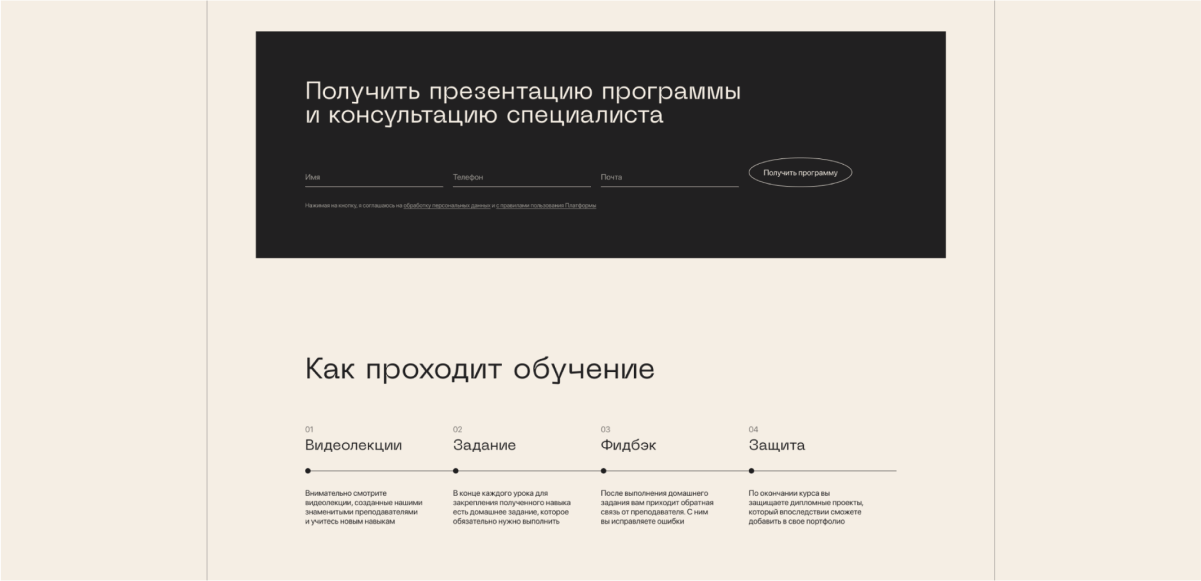 Получить презентацию программы
и консультацию специалиста
Имя
Телефон
Почта
Получить программу
Нажимая на кнопку, я соглашаюсь на обработку персональных данных и с правилами пользования Платформы
Как проходит обучение
01
Видеолекции
02
Задание
03
Фидбэк
04
Защита
Внимательно смотрите
видеолекции, созданные нашими
знаменитыми преподавателями
и учитесь новым навыкам
В конце каждого урока для
закрепления полученного навыка
есть домашнее задание, которое
обязательно нужно выполнить
После выполнения домашнего
задания вам приходит обратная
связь от преподавателя. С ним
вы исправляете ошибки
По окончании курса вы
защищаете дипломные проекты,
который впоследствии сможете
добавить в свое портфолио